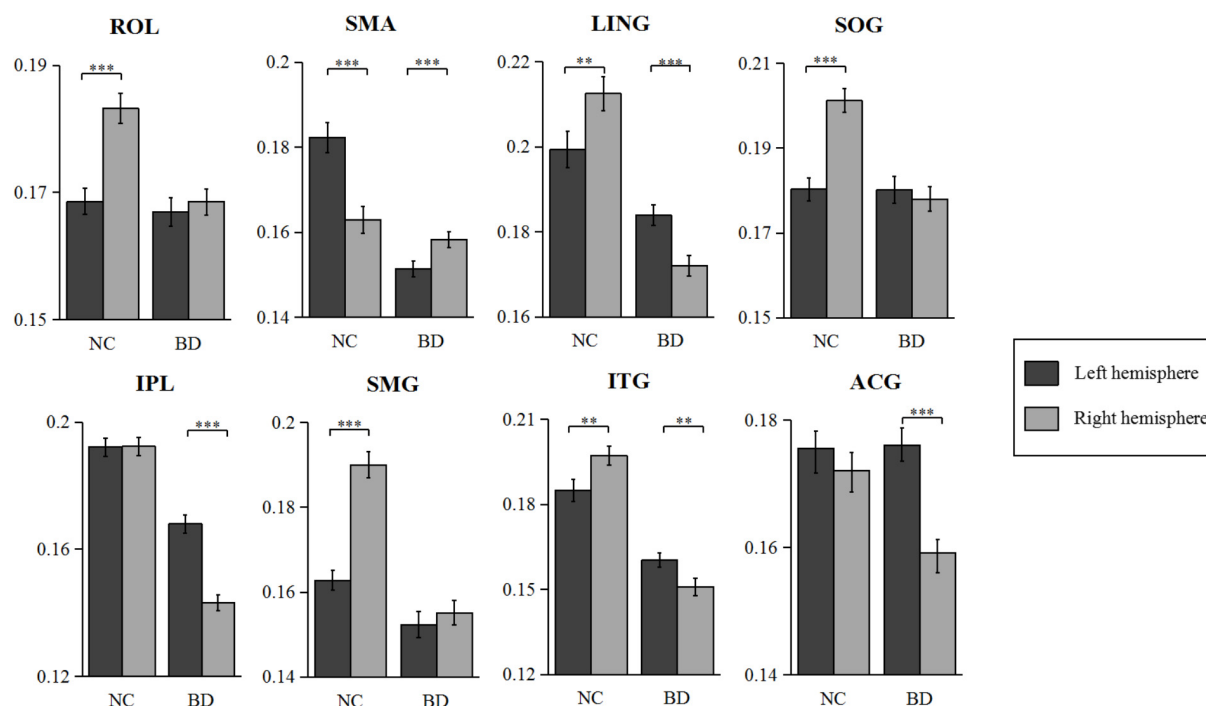 ROL
0.19
0.17
0.15
***
NC BD
SMA
0.2
0.18
0.16
0.14
*** ***
NC BD
LING
0.22
0.2
0.18
0.16
** ***
NC BD
SOG
0.21
0.19
0.17
0.15
***
NC BD
IPL
0.2
0.16
0.12
***
NC BD
SMG
0.2
0.18
0.16
0.14
***
NC BD
ITG
0.21
0.18
0.15
0.12
** **
NC BD
ACG
0.18
0.16
0.14
***
NC BD
Left hemisphere
Right hemisphere